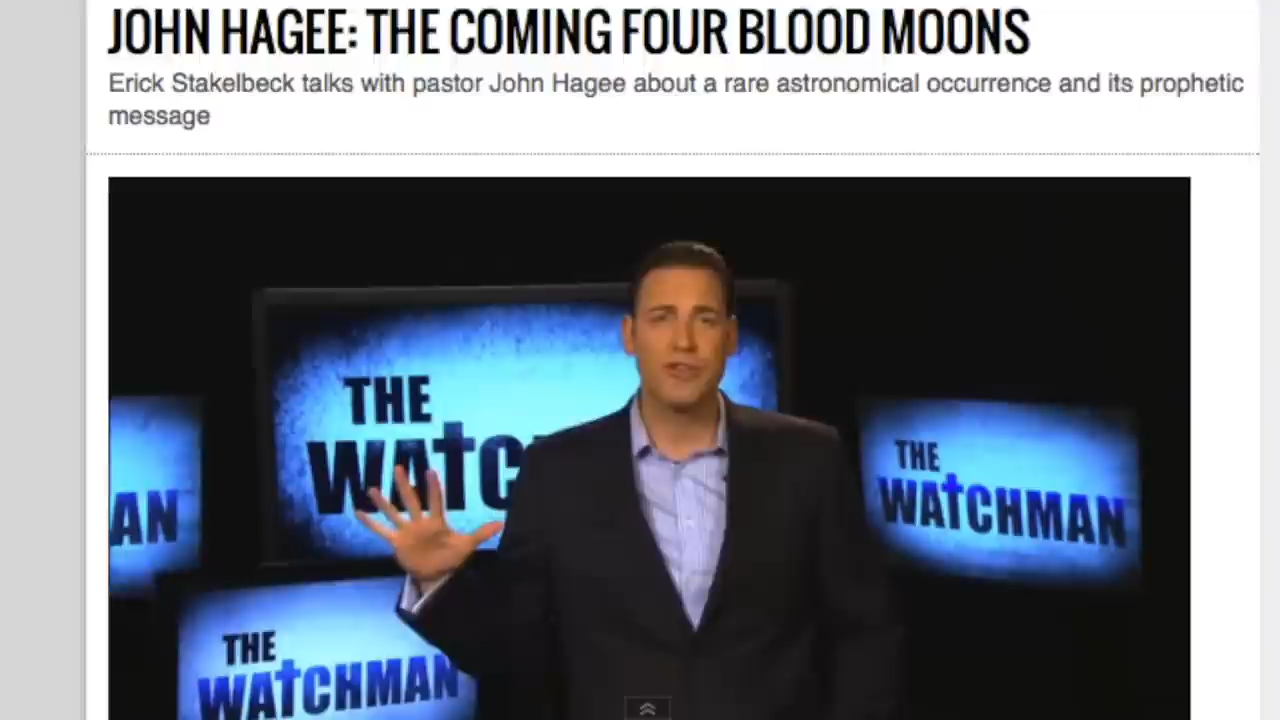 JOHN HAGEE: THE COMING FOUR BLOOD MOONS
Erick Stakelbeck talks with pastor John Hagee about a rare astronomical occurrence and its prophetic
message
THE
WATC
THE
WATCHMAN
AN
THE
WATCHMAN